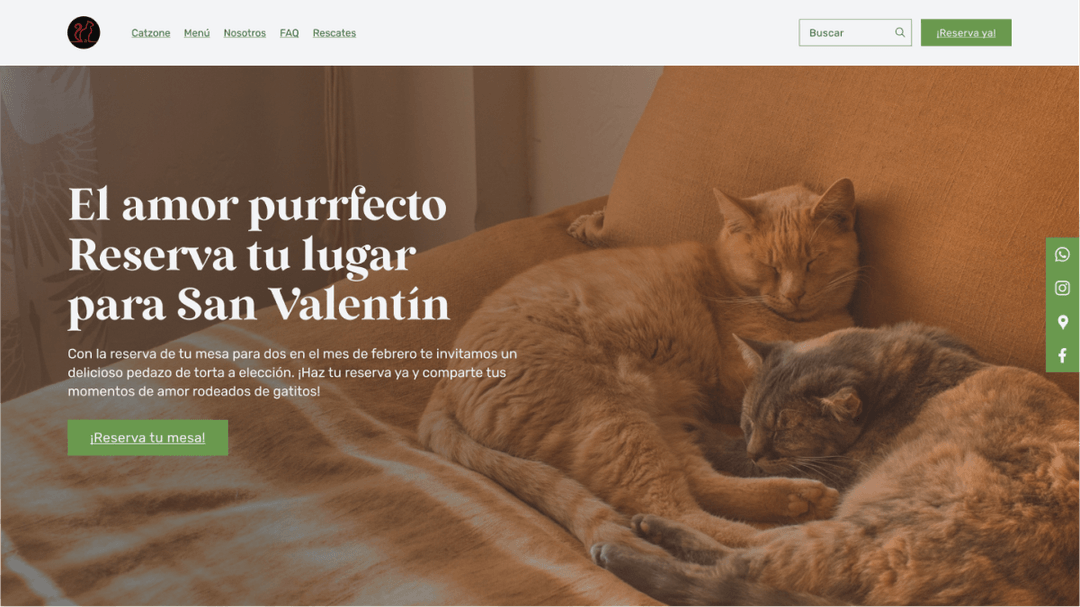 Catzone Menú Nosotros FAQ Rescates Buscar ¡Reserva ya!
El amor purrfecto
Reserva tu lugar
para San Valentín
Con la reserva de tu mesa para dos en el mes de febrero te invitamos un
delicioso pedazo de torta a elección. ¡Haz tu reserva ya y comparte tus
momentos de amor rodeados de gatitos!
¡Reserva tu mesa!